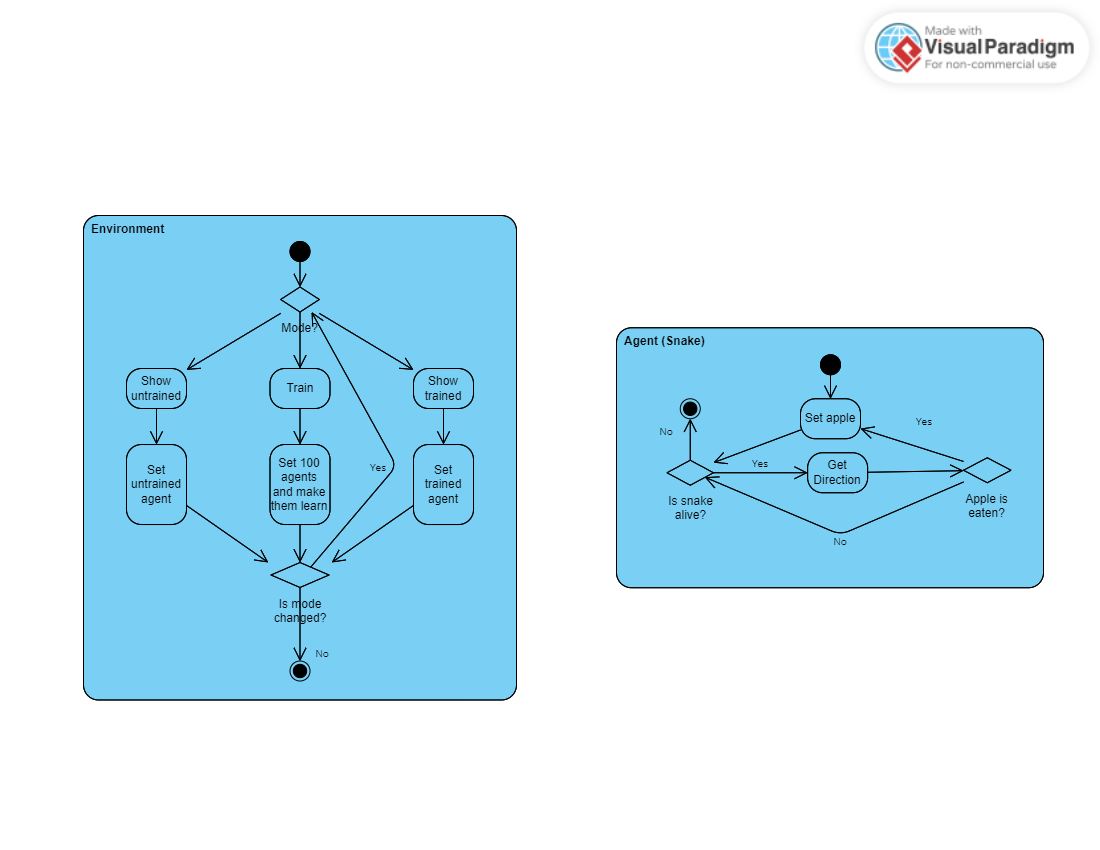 Made with
Visual Paradigm
For non-commercial use
Environment
Mode?
Show
untrained
Train
Show
trained
Set
untrained
agent
Set 100
agents
and make
them learn
Yes
Set
trained
agent
Is mode
changed?
No
Agent (Snake)
Set apple
Yes
No
Yes
Get
Direction
Is snake
alive?
Apple is
eaten?
No